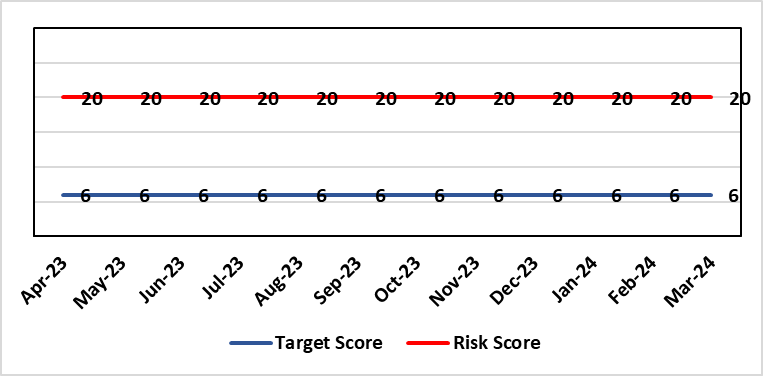 20 20 20 20 20 20 20 20 20 20 20 20
6 6 6 6 6 6 6 6 6 6 6 6
Apr-23 May-23 Jun-23 Jul-23 Aug-23 Sep-23 Oct-23 Nov-23 Dec-23 Jan-24 Feb-24 Mar-24
Target Score Risk Score